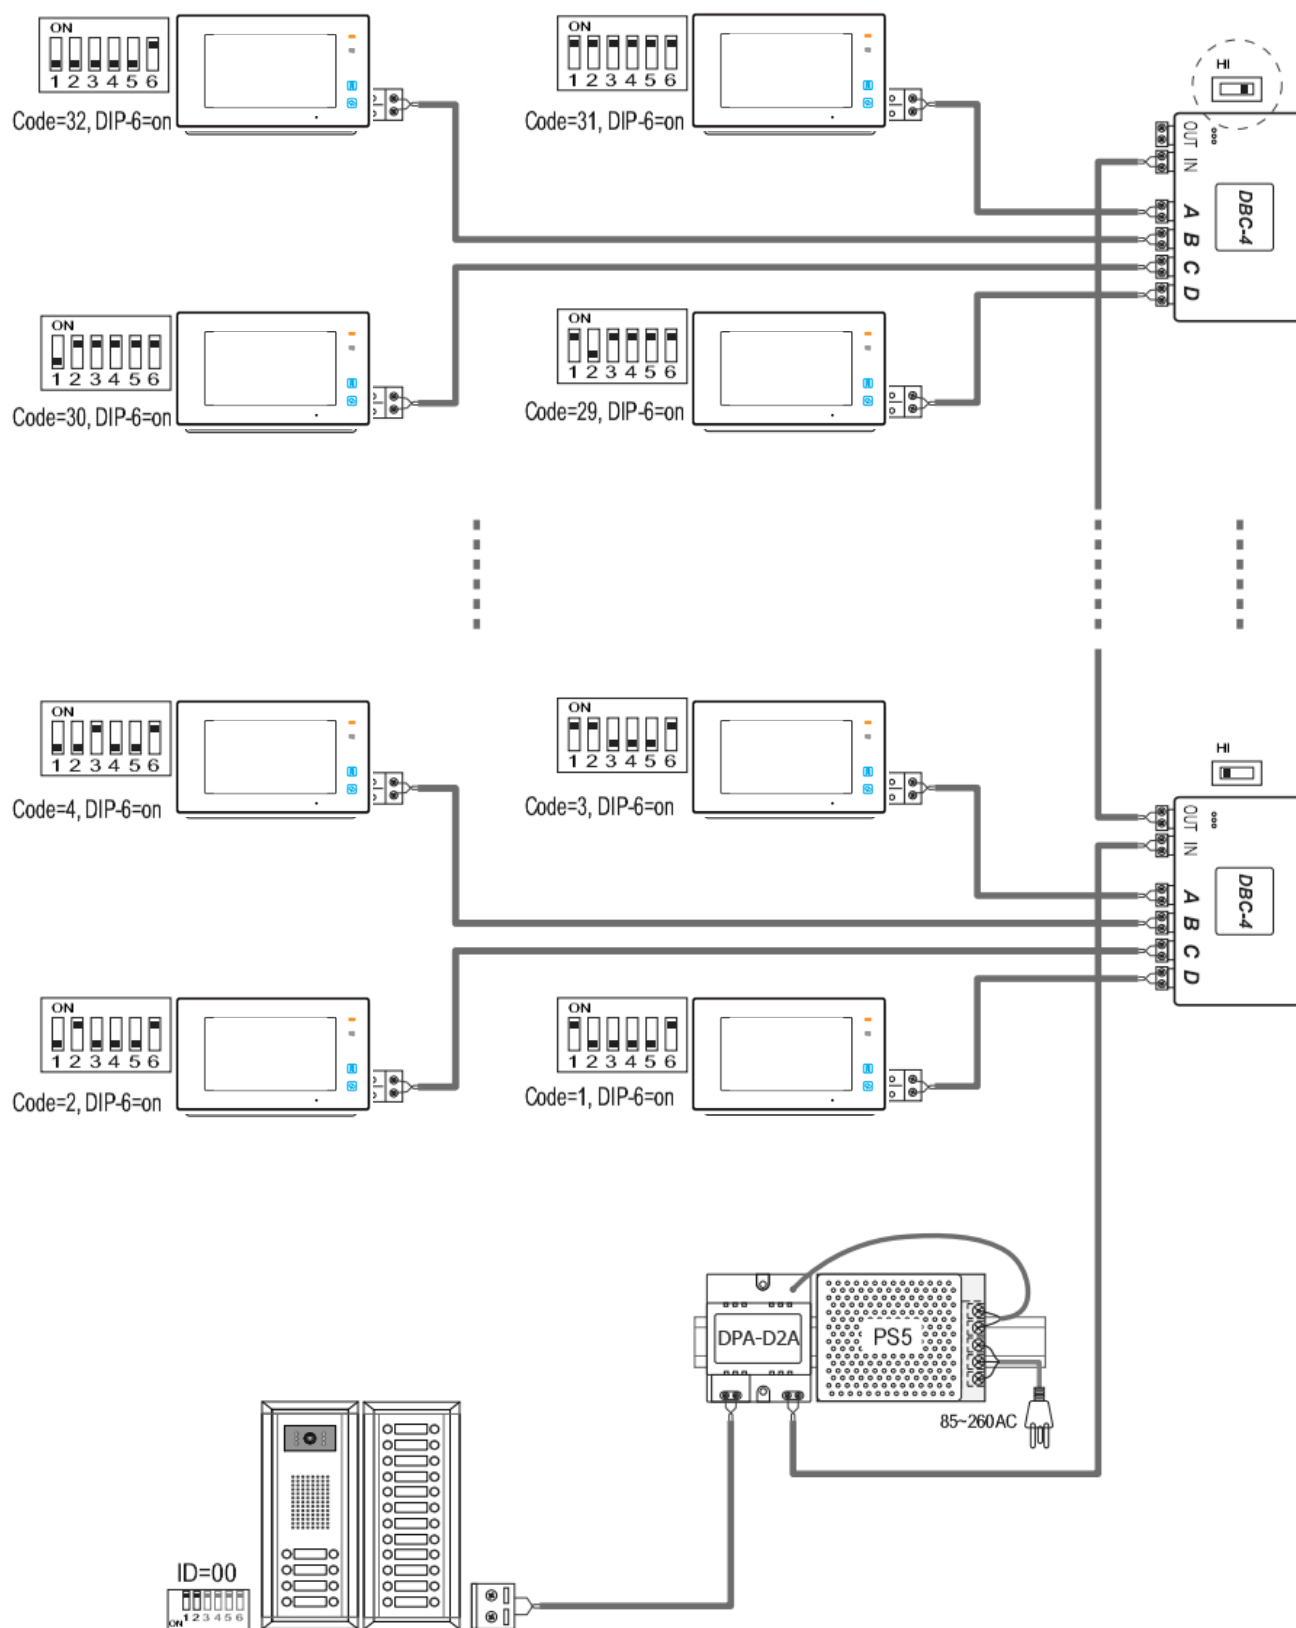 ON
1 2 3 4 5 6
Code=32, DIP-6=on
ON
1 2 3 4 5 6
Code=31, DIP-6=on
HI
OUT IN
A B C D
DBC-4
ON
1 2 3 4 5 6
Code=30, DIP-6=on
ON
1 2 3 4 5 6
Code=29, DIP-6=on
ON
1 2 3 4 5 6
Code=4, DIP-6=on
ON
1 2 3 4 5 6
Code=3, DIP-6=on
HI
OUT IN
A B C D
DBC-4
ON
1 2 3 4 5 6
Code=2, DIP-6=on
ON
1 2 3 4 5 6
Code=1, DIP-6=on
DPA-D2A
PS5
85~260AC
ID=00
1 2 3 4 5 6
ON